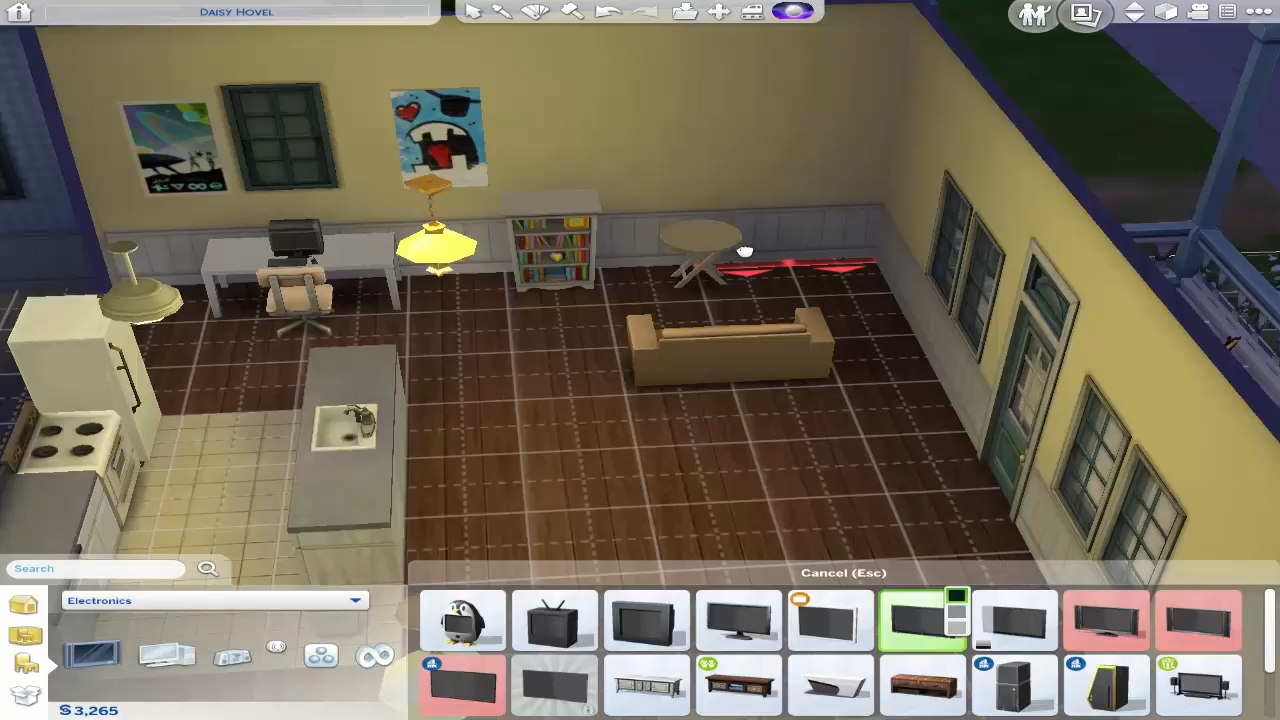 DAISY HOVEL
Cancel (Esc)
Search
Electronics
§3,265